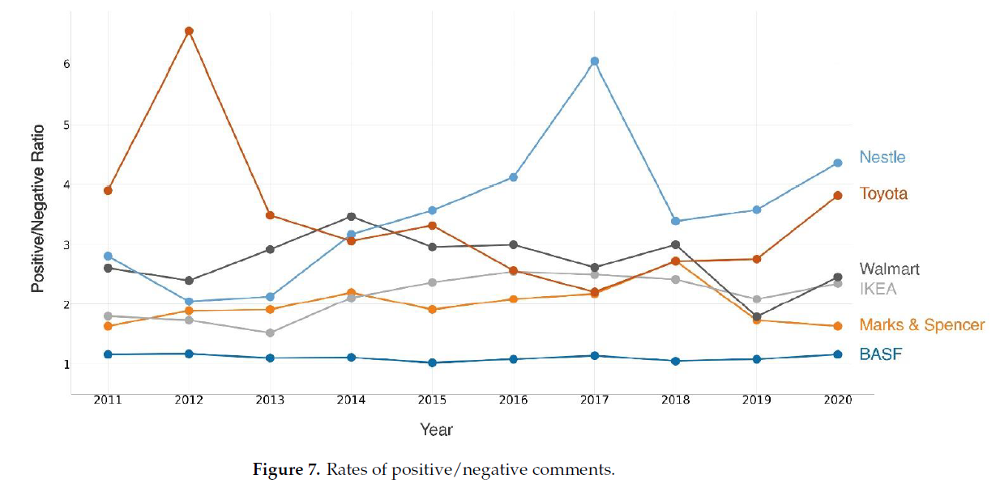 Positive/Negative Ratio
6
5
4
3
2
1
Nestle
Toyota
Walmart
IKEA
Marks & Spencer
BASF
2011 2012 2013 2014 2015 2016 2017 2018 2019 2020
Year
Figure 7. Rates of positive/negative comments.